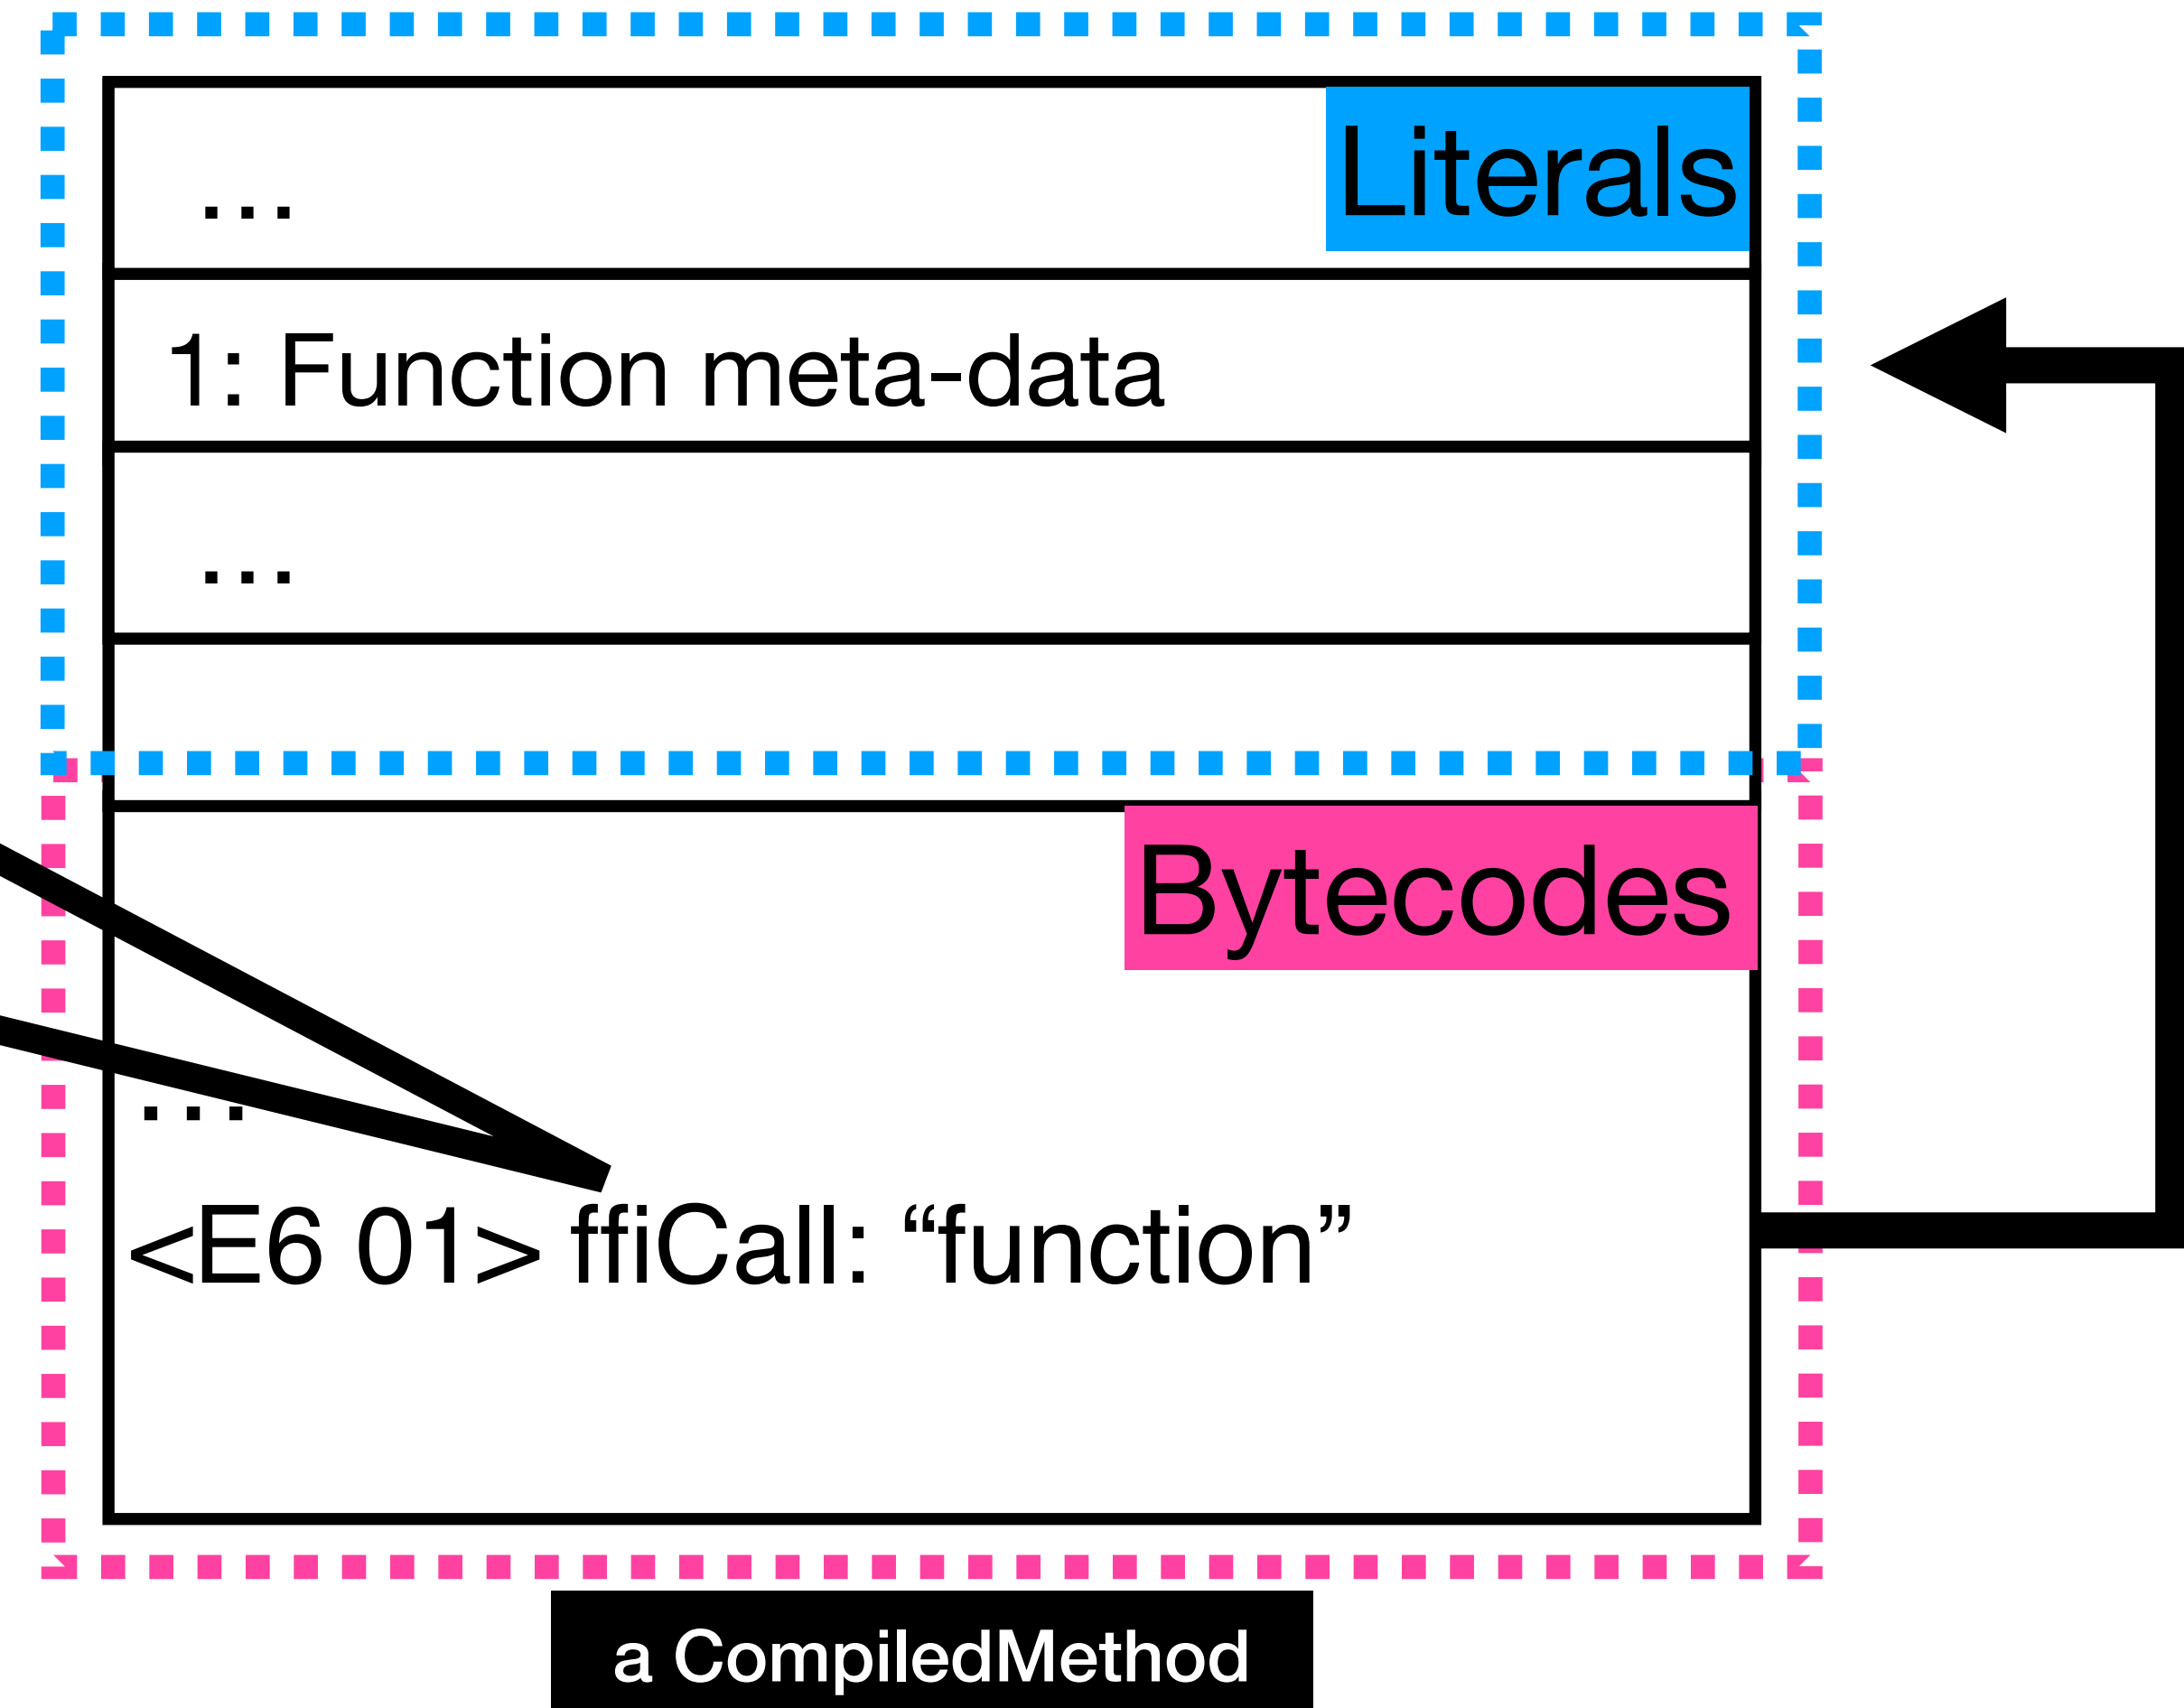 Literals
...
1: Function meta-data
...
Bytecodes
...
<E6 01> ffiCall: “function”
a CompiledMethod